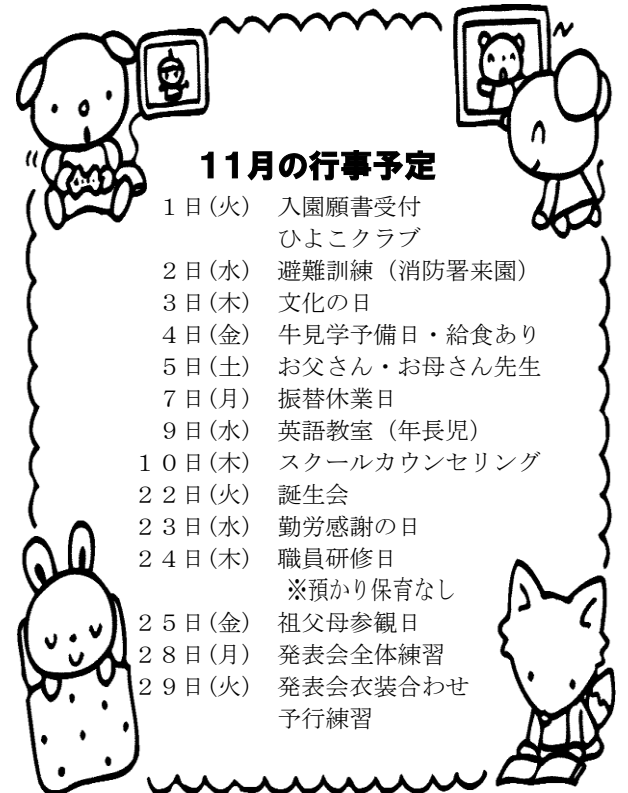 11月の行事予定
１日(火)　入園願書受付
ひよこクラブ
２日(水)　避難訓練（消防署来園）
３日(木)　文化の日
４日(金)　牛見学予備日・給食あり
５日(土)　お父さん・お母さん先生
７日(月)　振替休業日
９日(水)　英語教室（年長児）
１０日(木)　スクールカウンセリング
２２日(火)　誕生会
２３日(水)　勤労感謝の日
２４日(木)　職員研修日
※預かり保育なし
２５日(金)　祖父母参観日
２８日(月)　発表会全体練習
２９日(火)　発表会衣装合わせ
予行練習